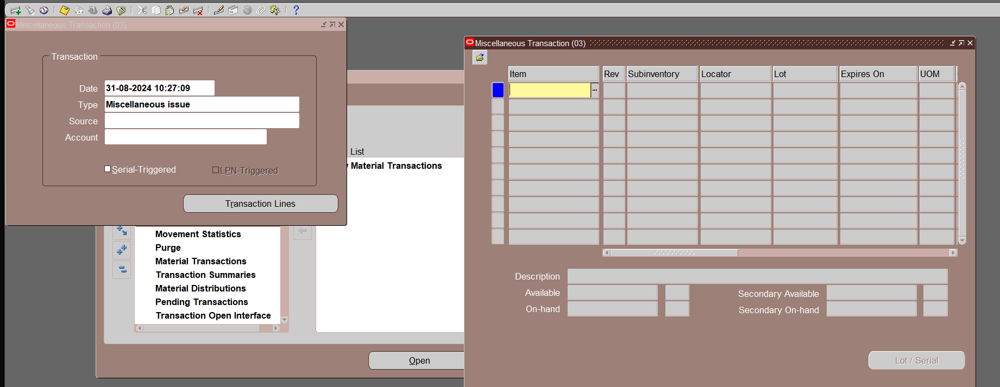 Miscellaneous Transaction (03)
Transaction
Date 31-08-2024 10:27:09
Type Miscellaneous issue
Source
Account
Serial-Triggered
LPN-Triggered
Transaction Lines
List
Material Transactions
Movement Statistics
Purge
Material Transactions
Transaction Summaries
Material Distributions
Pending Transactions
Transaction Open Interface
Open
Miscellaneous Transaction (03)
Item Rev Subinventory Locator Lot Expires On UOM
Description
Available
Secondary Available
On-hand
Secondary On-hand
Lot / Serial